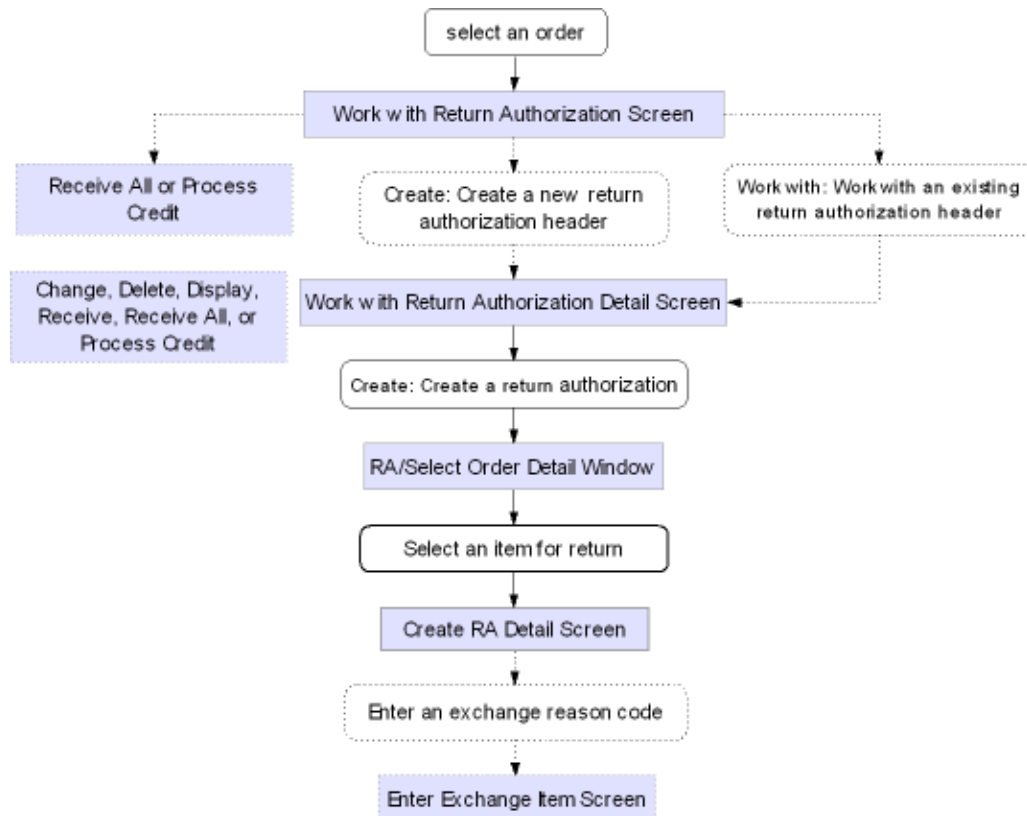 select an order
Work with Return Authorization Screen
Receive All or Process
Credit
Create: Create a new return
authorization header
Work with: Work with an existing
return authorization header
Change, Delete, Display,
Receive, Receive All, or
Process Credit
Work with Return Authorization Detail Screen
Create: Create a return authorization
RA/Select Order Detail Window
Select an item for return
Create RA Detail Screen
Enter an exchange reason code
Enter Exchange Item Screen